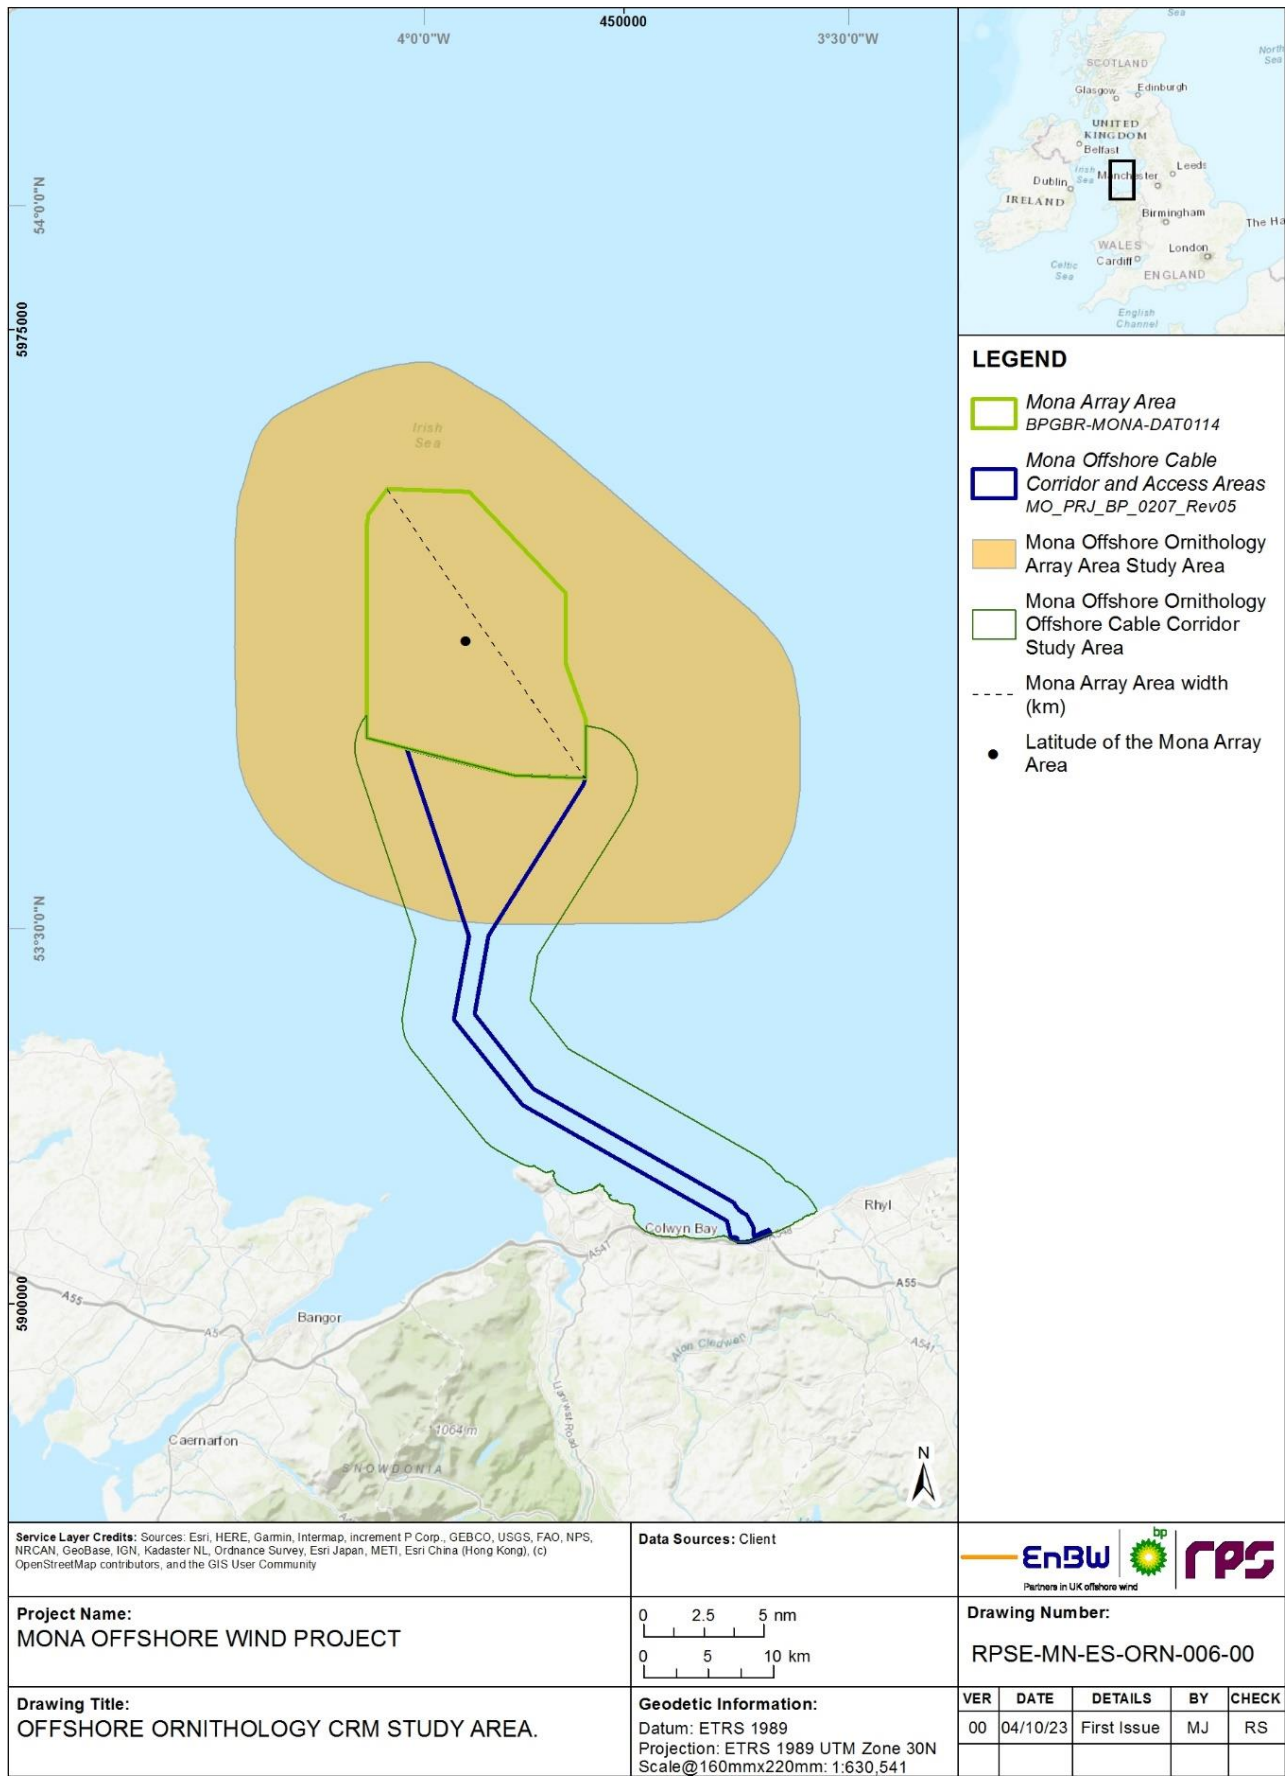 450000
4°0'0"W
3°30'0"W
54°0'0"N
5975000
53°30'0"N
5900000
Irish
Sea
Rhyl
Colwyn Bay
A547
A548
A55
A55
A5
Bangor
Afon Cledwen
A541
Llanrwst Road
1064 m
Caernarfon
SNOWDONIA
N
Sea
North
Sea
SCOTLAND
Glasgow
Edinburgh
UNITED
KINGDOM
Belfast
Irish
Sea
Leeds
Manchester
Dublin
IRELAND
Birmingham
The Ha
WALES
London
Cardiff
Celtic
Sea
ENGLAND
English
Channel
LEGEND
Mona Array Area
BPGBR-MONA-DAT0114
Mona Offshore Cable
Corridor and Access Areas
MO_PRJ_BP_0207_Rev05
Mona Offshore Ornithology
Array Area Study Area
Mona Offshore Ornithology
Offshore Cable Corridor
Study Area
Mona Array Area width
(km)
Latitude of the Mona Array
Area
Service Layer Credits: Sources: Esri, HERE, Garmin, Intermap, increment P Corp., GEBCO, USGS, FAO, NPS,
NRCAN, GeoBase, IGN, Kadaster NL, Ordnance Survey, Esri Japan, METI, Esri China (Hong Kong), (c)
OpenStreetMap contributors, and the GIS User Community
Data Sources: Client
EnBW
bp
rps
Partners in UK offshore wind
Project Name:
MONA OFFSHORE WIND PROJECT
0 2.5 5 nm
0 5 10 km
Drawing Number:
RPSE-MN-ES-ORN-006-00
Drawing Title:
OFFSHORE ORNITHOLOGY CRM STUDY AREA.
Geodetic Information:
Datum: ETRS 1989
Projection: ETRS 1989 UTM Zone 30N
Scale@160mmx220mm: 1:630,541
VER DATE DETAILS BY CHECK
00 04/10/23 First Issue MJ RS